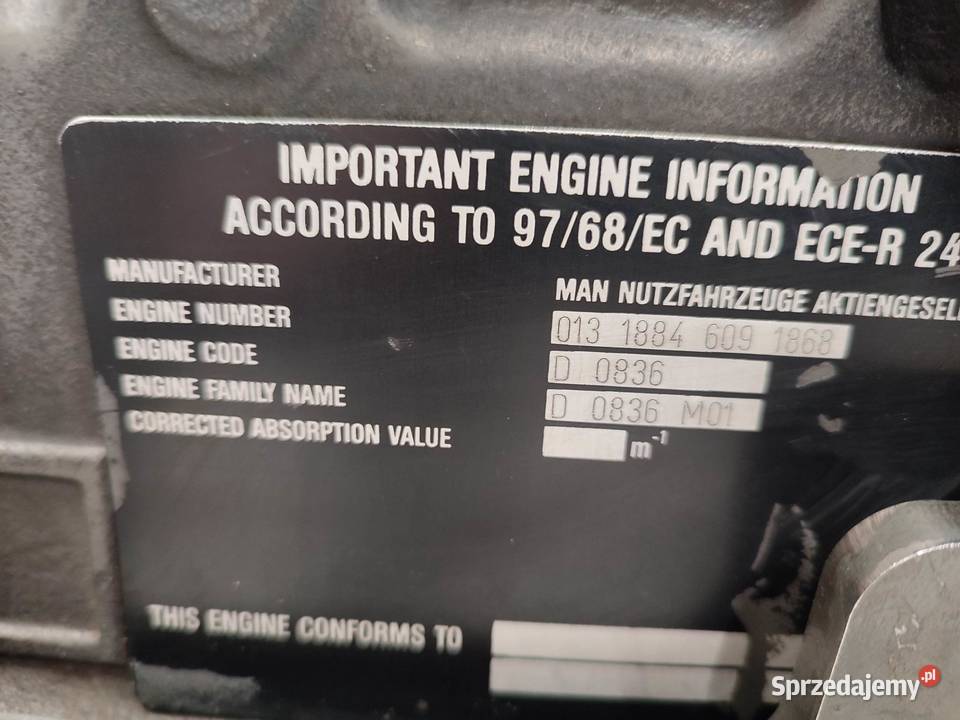 IMPORTANT ENGINE INFORMATION
ACCORDING TO 97/68/EC AND ECE-R 24
MANUFACTURER MAN NUTZFAHRZEUGE AKTIENGESELL
ENGINE NUMBER 013 1884 609 1868
ENGINE CODE D 0836
ENGINE FAMILY NAME D 0836 M01
CORRECTED ABSORPTION VALUE m⁻¹
THIS ENGINE CONFORMS TO
Sprzedajemy.pl